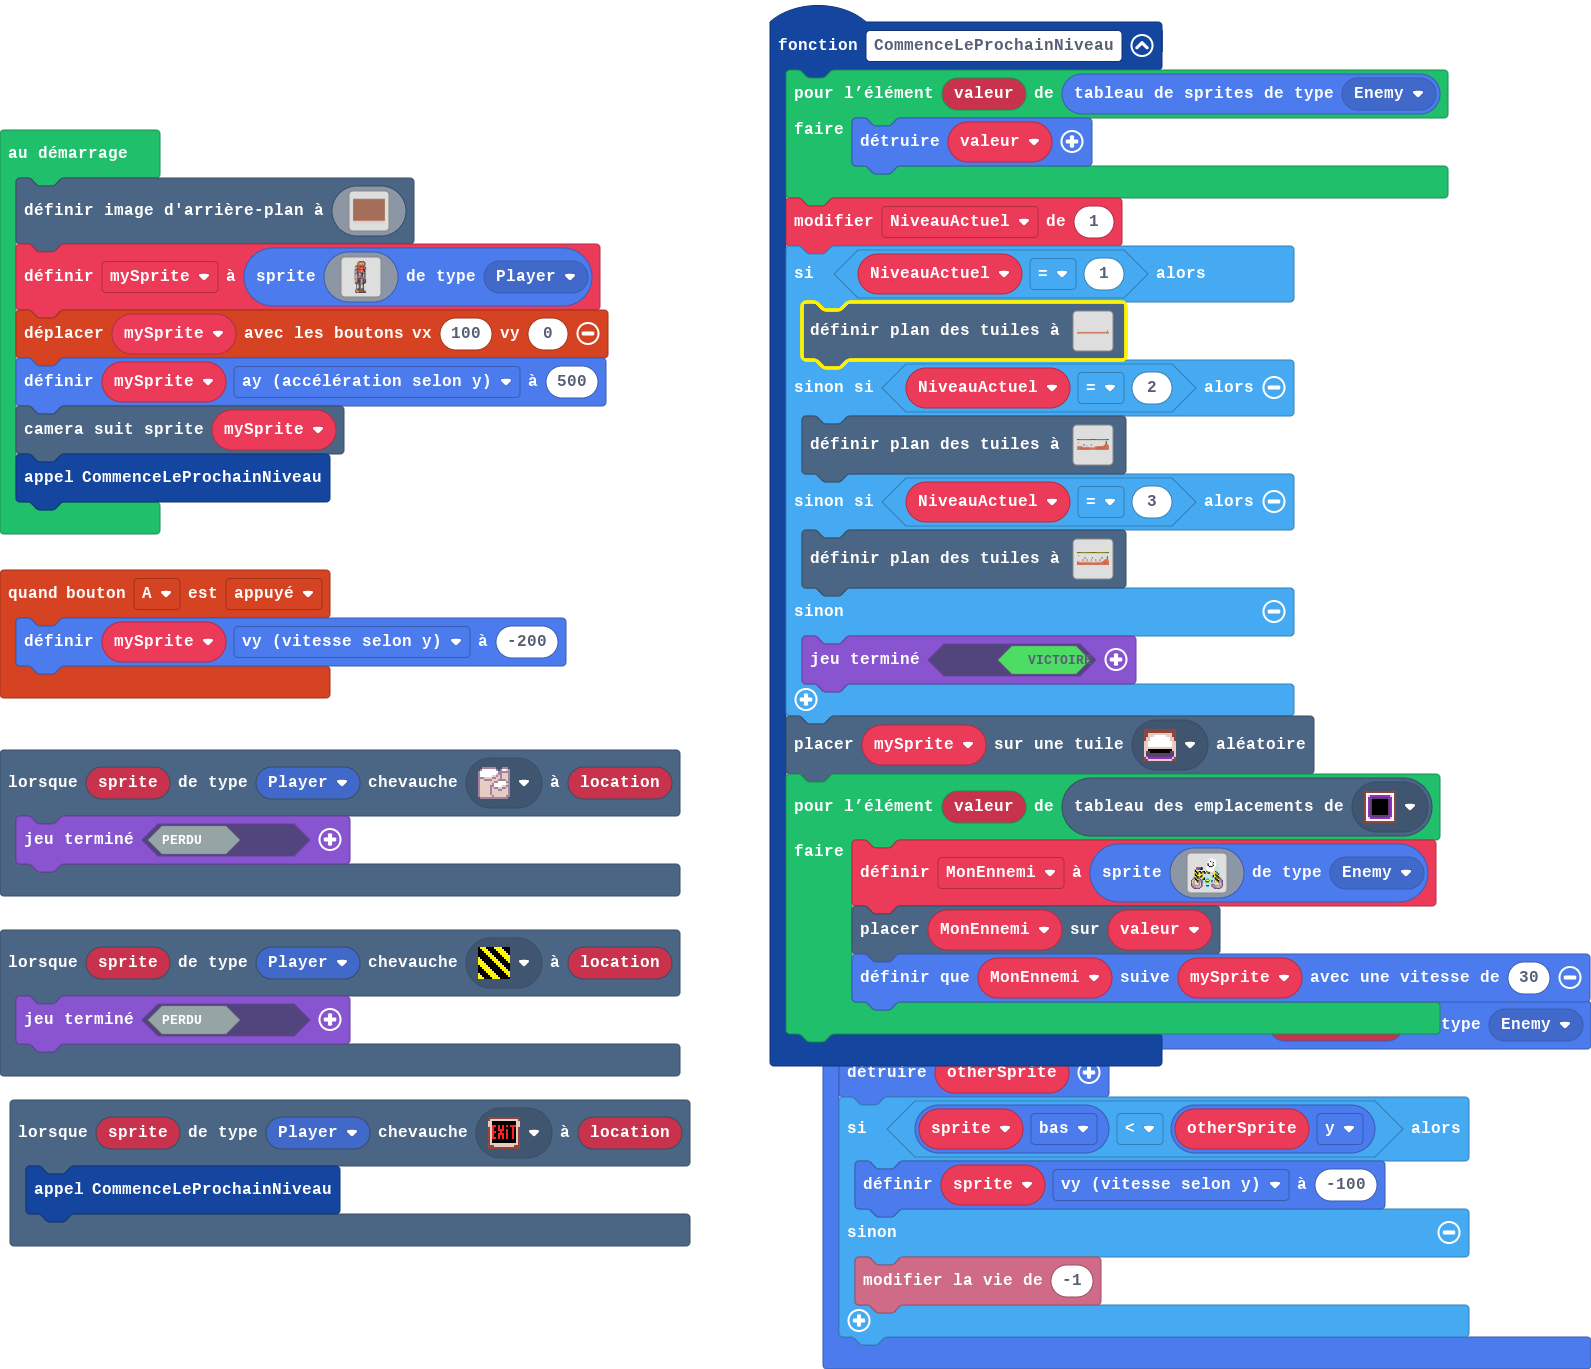 au démarrage
définir image d'arrière-plan à
définir mySprite à sprite de type Player
déplacer mySprite avec les boutons vx 100 vy 0
définir mySprite ay (accélération selon y) à 500
camera suit sprite mySprite
appel CommenceLeProchainNiveau
quand bouton A est appuyé
définir mySprite vy (vitesse selon y) à -200
lorsque sprite de type Player chevauche à location
jeu terminé PERDU
lorsque sprite de type Player chevauche à location
jeu terminé PERDU
lorsque sprite de type Player chevauche EXiT à location
appel CommenceLeProchainNiveau
fonction CommenceLeProchainNiveau
pour l’élément valeur de tableau de sprites de type Enemy
faire détruire valeur
modifier NiveauActuel de 1
si NiveauActuel = 1 alors
définir plan des tuiles à
sinon si NiveauActuel = 2 alors
définir plan des tuiles à
sinon si NiveauActuel = 3 alors
définir plan des tuiles à
sinon
jeu terminé VICTOIRE
placer mySprite sur une tuile aléatoire
pour l’élément valeur de tableau des emplacements de
faire définir MonEnnemi à sprite de type Enemy
placer MonEnnemi sur valeur
définir que MonEnnemi suive mySprite avec une vitesse de 30
type Enemy
détruire otherSprite
si sprite bas < otherSprite y alors
définir sprite vy (vitesse selon y) à -100
sinon
modifier la vie de -1